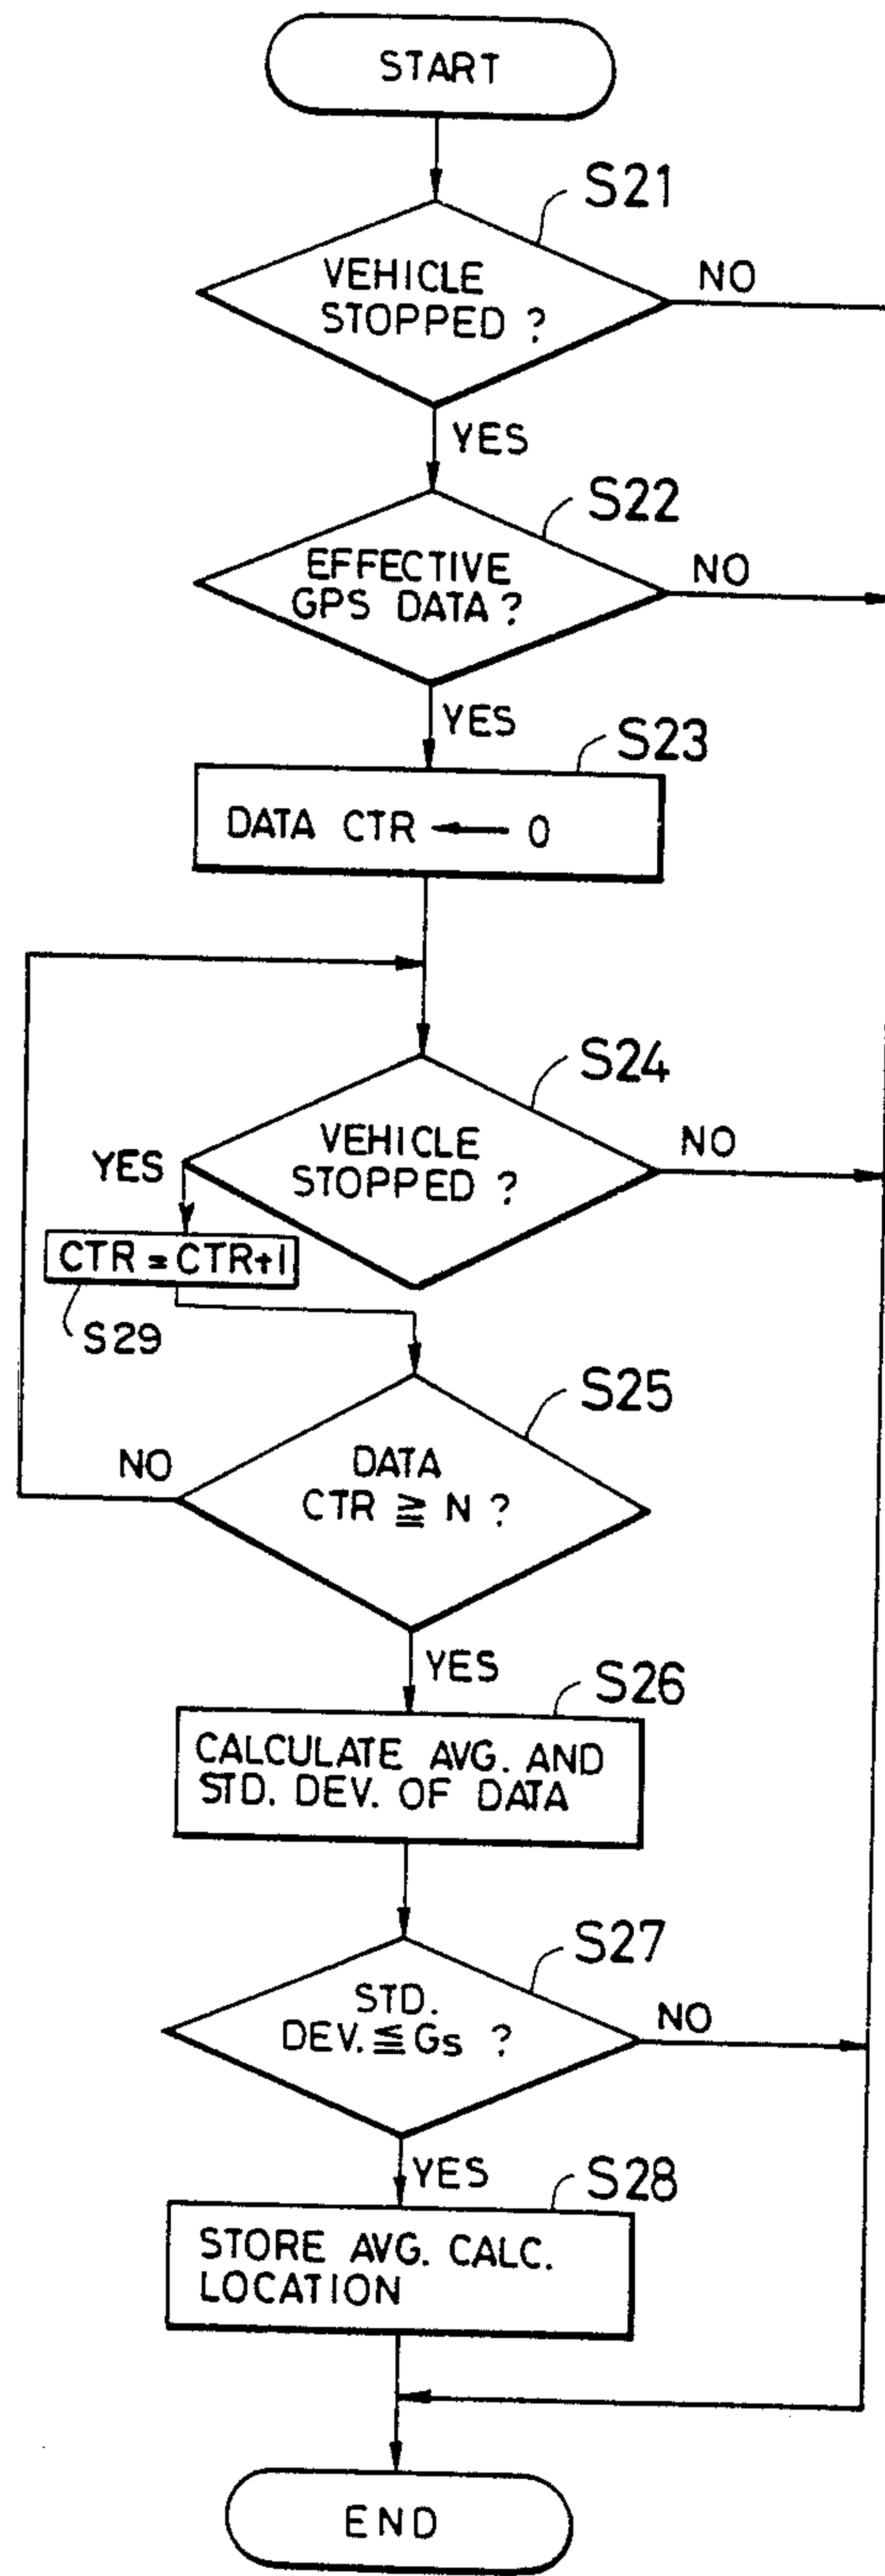 START
S21
VEHICLE
STOPPED ?
NO
YES
S22
EFFECTIVE
GPS DATA ?
NO
YES
S23
DATA CTR ← 0
S24
VEHICLE
STOPPED ?
NO
YES
CTR = CTR+1
S29
S25
DATA
CTR ≧ N ?
NO
YES
S26
CALCULATE AVG. AND
STD. DEV. OF DATA
S27
STD.
DEV. ≦ Gs ?
NO
YES
S28
STORE AVG. CALC.
LOCATION
END